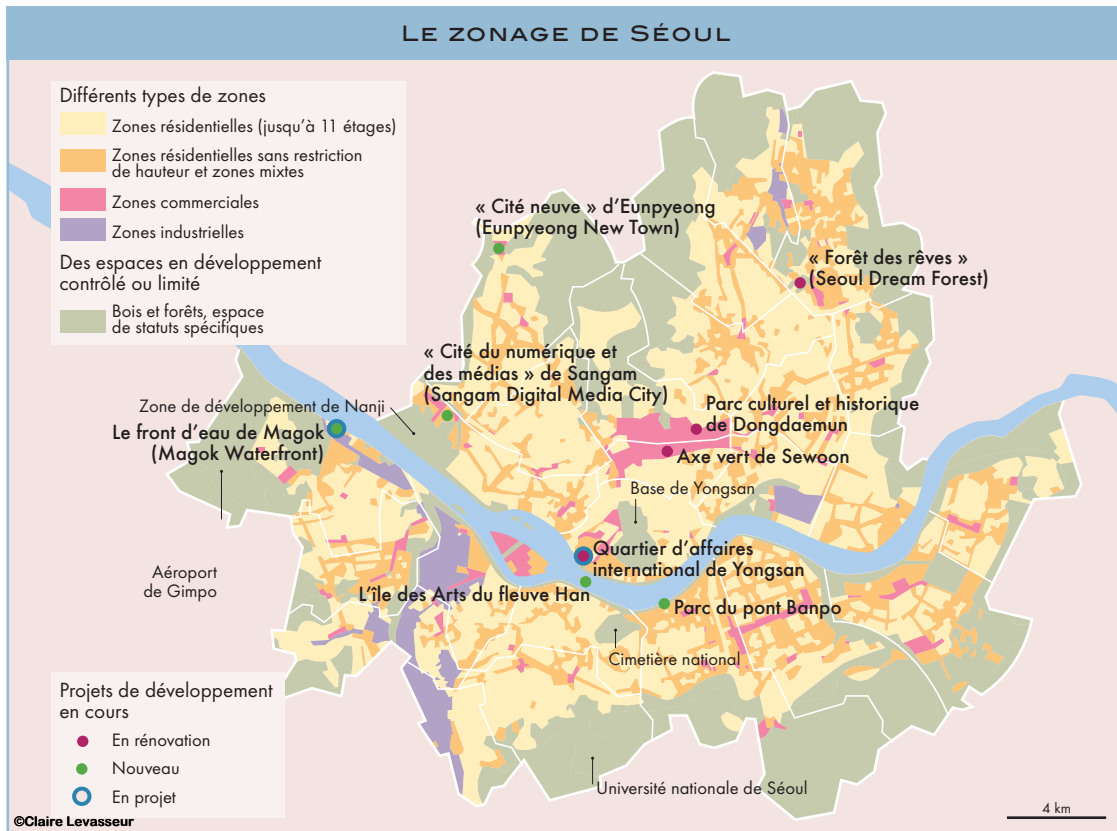 Le zonage de Séoul
Différents types de zones
Zones résidentielles (jusqu'à 11 étages)
Zones résidentielles sans restriction
de hauteur et zones mixtes
Zones commerciales
Zones industrielles
Des espaces en développement
contrôlé ou limité
Bois et forêts, espace
de statuts spécifiques
« Cité neuve » d'Eunpyeong
(Eunpyeong New Town)
« Forêt des rêves »
(Seoul Dream Forest)
« Cité du numérique et
des médias » de Sangam
(Sangam Digital Media City)
Zone de développement de Nanji
Le front d'eau de Magok
(Magok Waterfront)
Parc culturel et historique
de Dongdaemun
Axe vert de Sewoon
Base de Yongsan
Quartier d'affaires
international de Yongsan
Aéroport
de Gimpo
L'île des Arts du fleuve Han
Parc du pont Banpo
Cimetière national
Université nationale de Séoul
Projets de développement
en cours
En rénovation
Nouveau
En projet
4 km
©Claire Levasseur